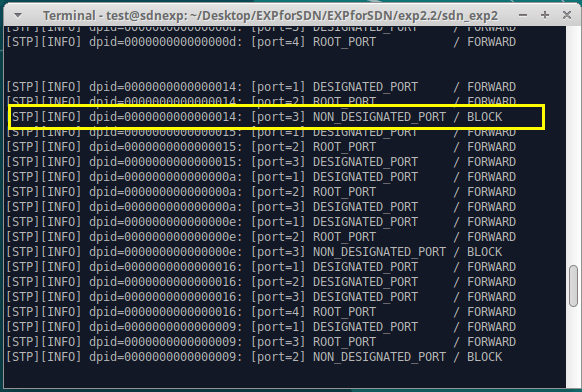 Terminal - test@sdnexp: ~/Desktop/EXPforSDN/EXPforSDN/exp2.2/sdn_exp2
[STP][INFO] dpid=000000000000000d: [port=3] DESIGNATED_PORT / FORWARD
[STP][INFO] dpid=000000000000000d: [port=4] ROOT_PORT / FORWARD
[STP][INFO] dpid=0000000000000014: [port=1] DESIGNATED_PORT / FORWARD
[STP][INFO] dpid=0000000000000014: [port=2] ROOT_PORT / FORWARD
[STP][INFO] dpid=0000000000000014: [port=3] NON_DESIGNATED_PORT / BLOCK
[STP][INFO] dpid=0000000000000015: [port=1] DESIGNATED_PORT / FORWARD
[STP][INFO] dpid=0000000000000015: [port=2] ROOT_PORT / FORWARD
[STP][INFO] dpid=0000000000000015: [port=3] DESIGNATED_PORT / FORWARD
[STP][INFO] dpid=000000000000000a: [port=1] DESIGNATED_PORT / FORWARD
[STP][INFO] dpid=000000000000000a: [port=2] ROOT_PORT / FORWARD
[STP][INFO] dpid=000000000000000a: [port=3] DESIGNATED_PORT / FORWARD
[STP][INFO] dpid=000000000000000e: [port=1] DESIGNATED_PORT / FORWARD
[STP][INFO] dpid=000000000000000e: [port=2] ROOT_PORT / FORWARD
[STP][INFO] dpid=000000000000000e: [port=3] NON_DESIGNATED_PORT / BLOCK
[STP][INFO] dpid=0000000000000016: [port=1] DESIGNATED_PORT / FORWARD
[STP][INFO] dpid=0000000000000016: [port=2] DESIGNATED_PORT / FORWARD
[STP][INFO] dpid=0000000000000016: [port=3] DESIGNATED_PORT / FORWARD
[STP][INFO] dpid=0000000000000016: [port=4] ROOT_PORT / FORWARD
[STP][INFO] dpid=0000000000000009: [port=1] DESIGNATED_PORT / FORWARD
[STP][INFO] dpid=0000000000000009: [port=3] ROOT_PORT / FORWARD
[STP][INFO] dpid=0000000000000009: [port=2] NON_DESIGNATED_PORT / BLOCK